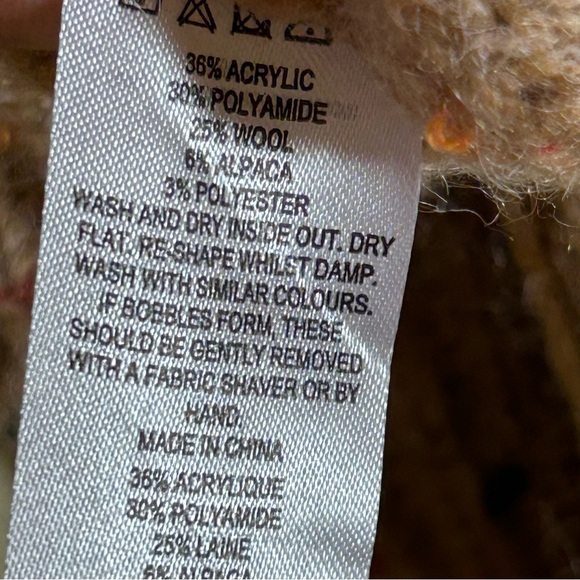 36% ACRYLIC
30% POLYAMIDE
25% WOOL
6% ALPACA
3% POLYESTER
WASH AND DRY INSIDE OUT. DRY
FLAT. RE-SHAPE WHILST DAMP.
WASH WITH SIMILAR COLOURS.
IF BOBBLES FORM, THESE
SHOULD BE GENTLY REMOVED
WITH A FABRIC SHAVER OR BY
HAND.
MADE IN CHINA
36% ACRYLIQUE
30% POLYAMIDE
25% LAINE
6% ALPACA